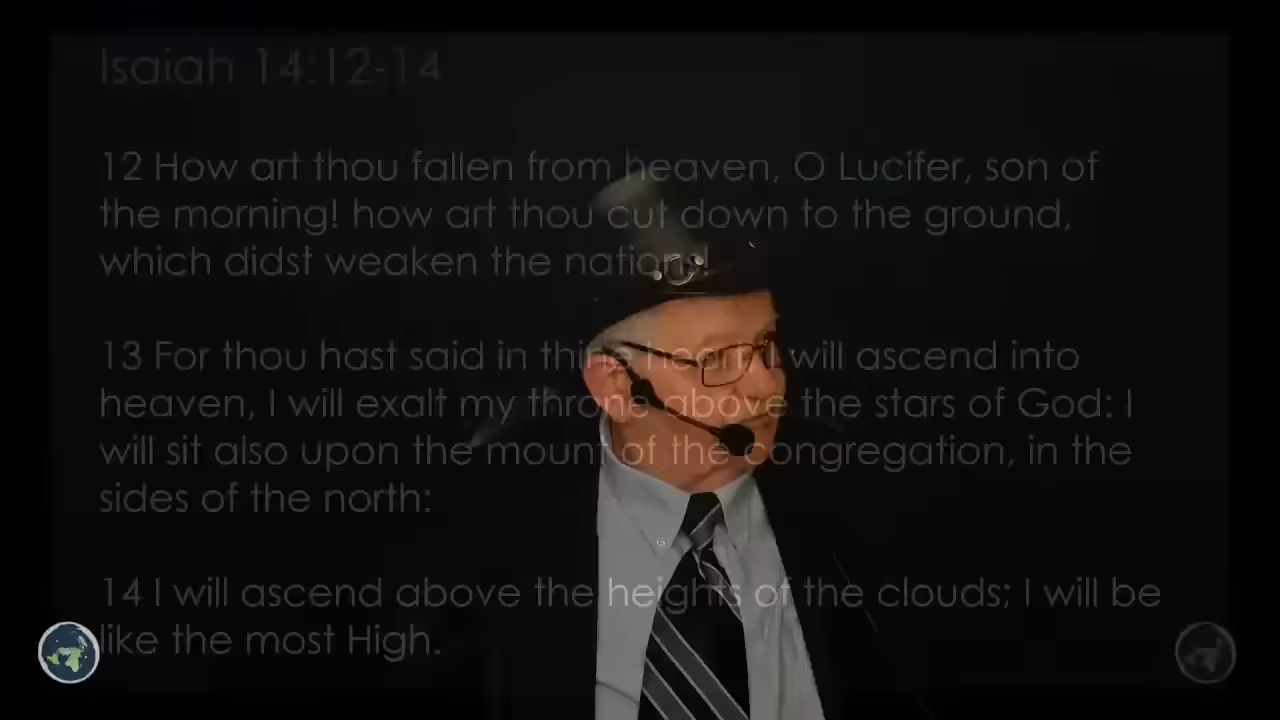 Isaiah 14:12-14
12 How art thou fallen from heaven, O Lucifer, son of
the morning! how art thou cut down to the ground,
which didst weaken the nations!
13 For thou hast said in thine heart, I will ascend into
heaven, I will exalt my throne above the stars of God: I
will sit also upon the mount of the congregation, in the
sides of the north:
14 I will ascend above the heights of the clouds; I will be
like the most High.